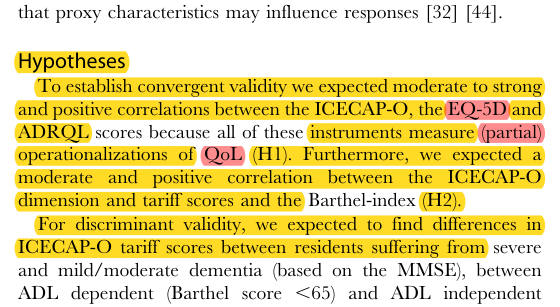 that proxy characteristics may influence responses [32] [44].
Hypotheses
To establish convergent validity we expected moderate to strong
and positive correlations between the ICECAP-O, the EQ-5D and
ADRQL scores because all of these instruments measure (partial)
operationalizations of QoL (H1). Furthermore, we expected a
moderate and positive correlation between the ICECAP-O
dimension and tariff scores and the Barthel-index (H2).
For discriminant validity, we expected to find differences in
ICECAP-O tariff scores between residents suffering from severe
and mild/moderate dementia (based on the MMSE), between
ADL dependent (Barthel score <65) and ADL independent